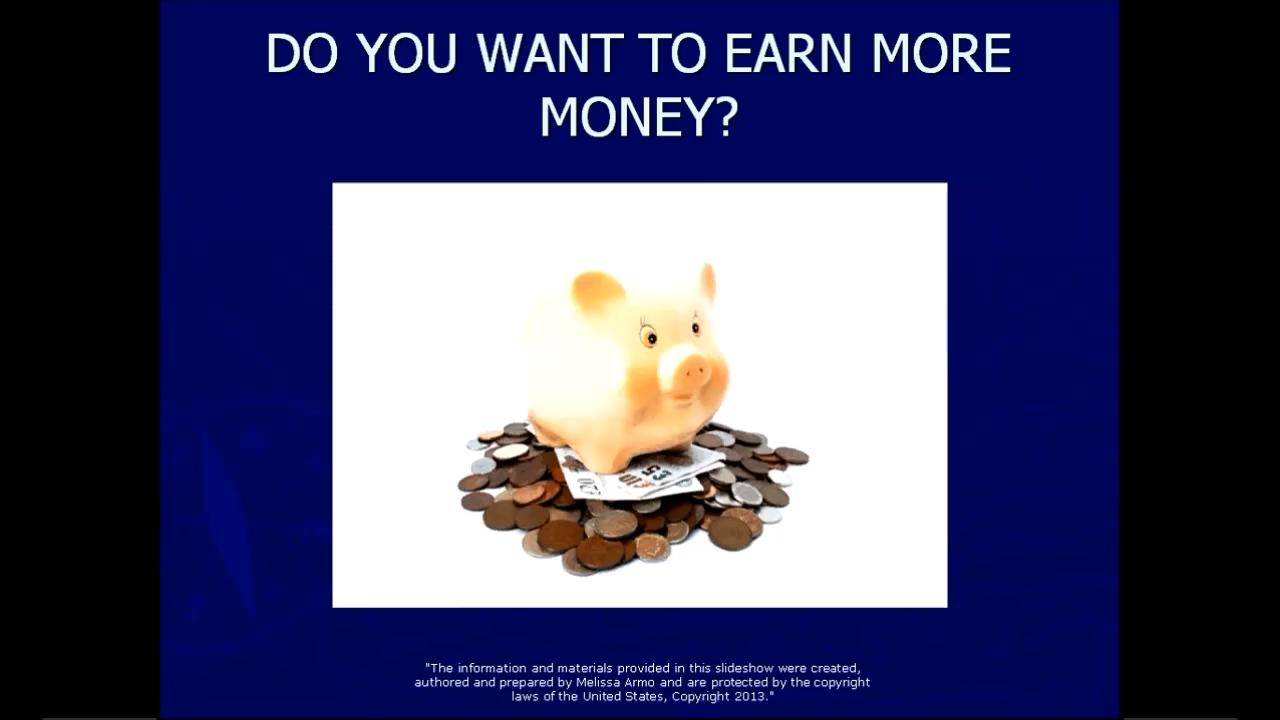 DO YOU WANT TO EARN MORE
MONEY?
"The information and materials provided in this slideshow were created,
authored and prepared by Melissa Armo and are protected by the copyright
laws of the United States, Copyright 2013."